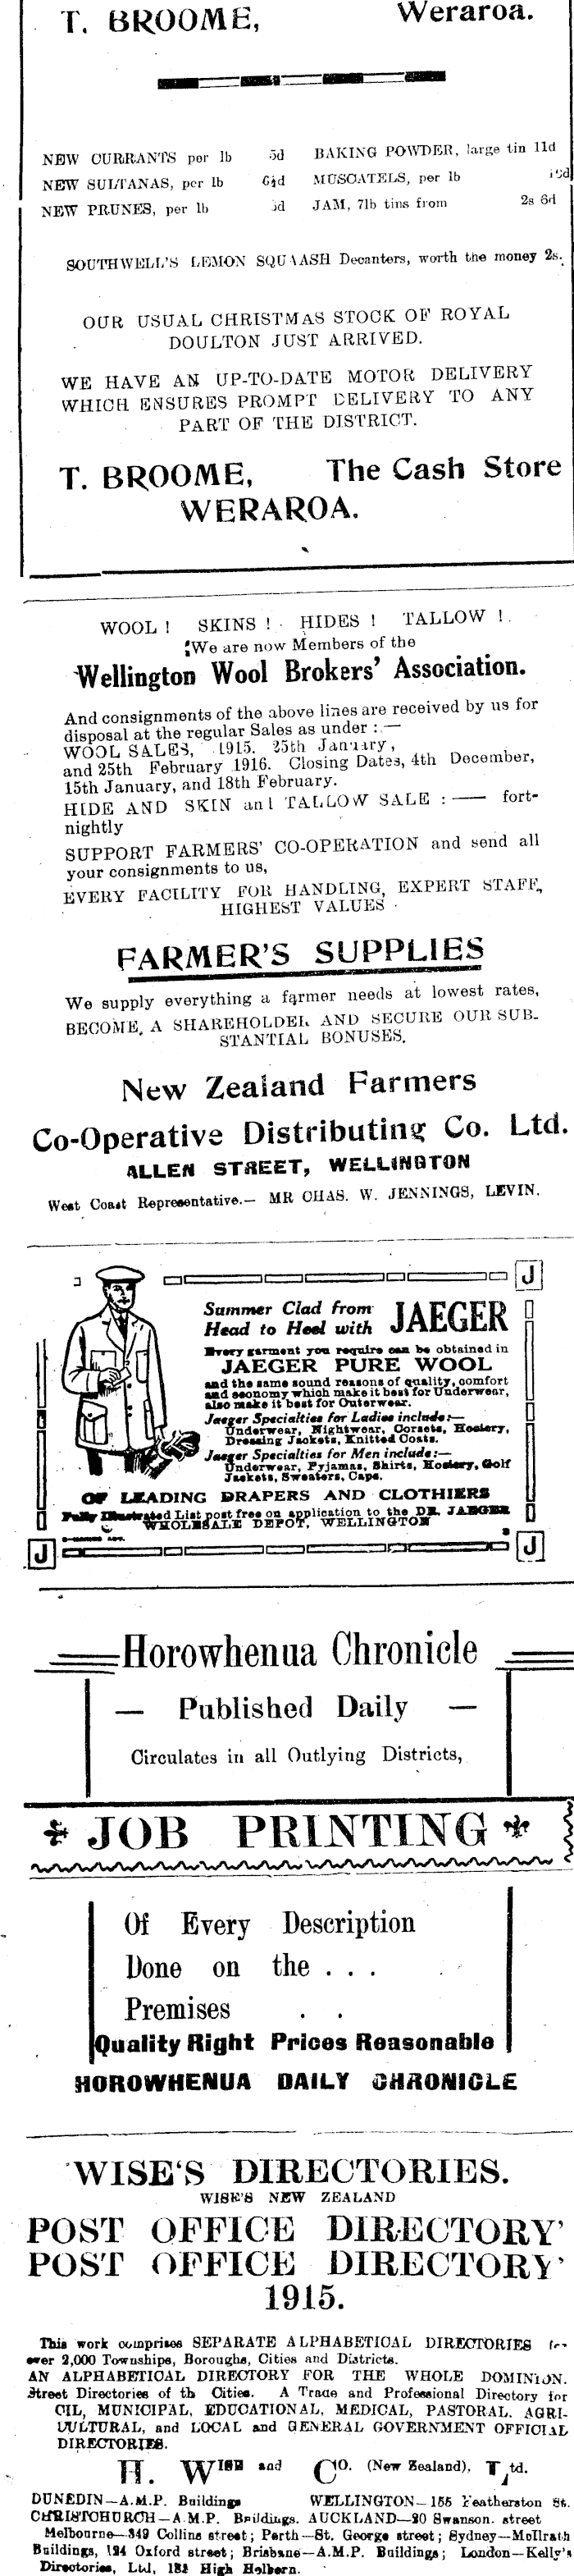 T. BROOME, Weraroa.
NEW CURRANTS per lb 5d BAKING POWDER, large tin 11d
NEW SULTANAS, per lb 6½d MUSCATELS, per lb
NEW PRUNES, per lb JAM, 7lb tins from 2s 6d
SOUTHWELL'S LEMON SQUASH Decanters, worth the money 2s.
OUR USUAL CHRISTMAS STOCK OF ROYAL
DOULTON JUST ARRIVED.
WE HAVE AN UP-TO-DATE MOTOR DELIVERY
WHICH ENSURES PROMPT DELIVERY TO ANY
PART OF THE DISTRICT.
T. BROOME, The Cash Store
WERAROA.
WOOL ! SKINS ! HIDES ! TALLOW !
We are now Members of the
Wellington Wool Brokers' Association.
And consignments of the above lines are received by us for
disposal at the regular Sales as under :—
WOOL SALES, 1915. 25th January,
and 25th February 1916. Closing Dates, 4th December,
15th January, and 18th February.
HIDE AND SKIN and TALLOW SALE :— fort-
nightly
SUPPORT FARMERS' CO-OPERATION and send all
your consignments to us,
EVERY FACILITY FOR HANDLING, EXPERT STAFF,
HIGHEST VALUES
FARMER'S SUPPLIES
We supply everything a farmer needs at lowest rates,
BECOME A SHAREHOLDER AND SECURE OUR SUB-
STANTIAL BONUSES.
New Zealand Farmers
Co-Operative Distributing Co. Ltd.
ALLEN STREET, WELLINGTON
West Coast Representative.— MR CHAS. W. JENNINGS, LEVIN.
J
Summer Clad from JAEGER
Head to Heel with
Every garment you require can be obtained in
JAEGER PURE WOOL
and the same sound reasons of quality, comfort
and economy which make it best for Underwear,
also make it best for Outerwear.
Jaeger Specialties for Ladies include:—
Underwear, Nightwear, Corsets, Hosiery,
Dressing Jackets, Knitted Coats.
Jaeger Specialties for Men include:—
Underwear, Pyjamas, Shirts, Hosiery, Golf
Jackets, Sweaters, Caps.
OF LEADING DRAPERS AND CLOTHIERS
Fully Illustrated List post free on application to the DR. JAEGER
WHOLESALE DEPOT, WELLINGTON
J J
Horowhenua Chronicle
— Published Daily —
Circulates in all Outlying Districts,
JOB PRINTING
Of Every Description
Done on the . . .
Premises . .
Quality Right Prices Reasonable
HOROWHENUA DAILY CHRONICLE
WISE'S DIRECTORIES.
WISE'S NEW ZEALAND
POST OFFICE DIRECTORY'
POST OFFICE DIRECTORY'
1915.
This work comprises SEPARATE ALPHABETICAL DIRECTORIES for
over 2,000 Townships, Boroughs, Cities and Districts.
AN ALPHABETICAL DIRECTORY FOR THE WHOLE DOMINION.
Street Directories of th Cities. A Trade and Professional Directory for
CIL, MUNICIPAL, EDUCATIONAL, MEDICAL, PASTORAL. AGRI-
CULTURAL, and LOCAL and GENERAL GOVERNMENT OFFICIAL
DIRECTORIES.
H. WISE and CO. (New Zealand), Ltd.
DUNEDIN—A.M.P. Buildings WELLINGTON—155 Featherston St.
CHRISTCHURCH—A.M.P. Buildings. AUCKLAND—20 Swanson. street
Melbourne—349 Collins street; Perth—St. George street; Sydney—McIlrath
Buildings, 194 Oxford street; Brisbane—A.M.P. Buildings; London—Kelly's
Directories, Ltd, 182 High Holborn.